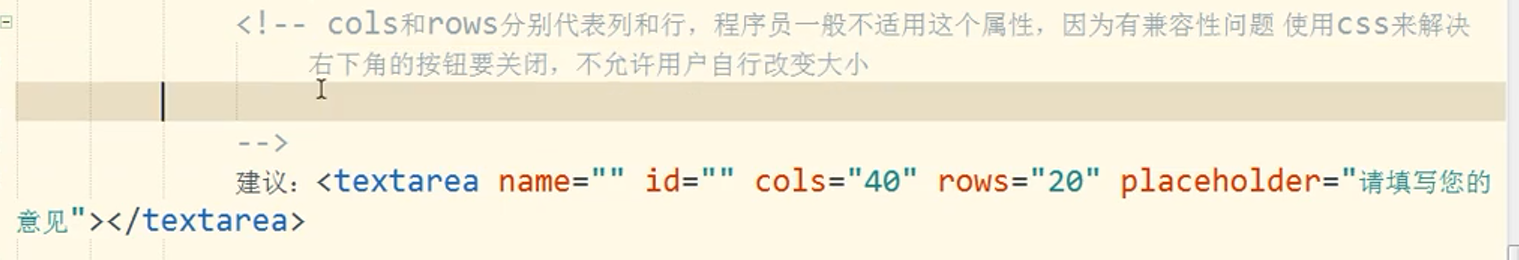 <!-- cols和rows分别代表列和行，程序员一般不适用这个属性，因为有兼容性问题 使用css来解决
右下角的按钮要关闭，不允许用户自行改变大小
-->
建议：<textarea name="" id="" cols="40" rows="20" placeholder="请填写您的
意见"></textarea>